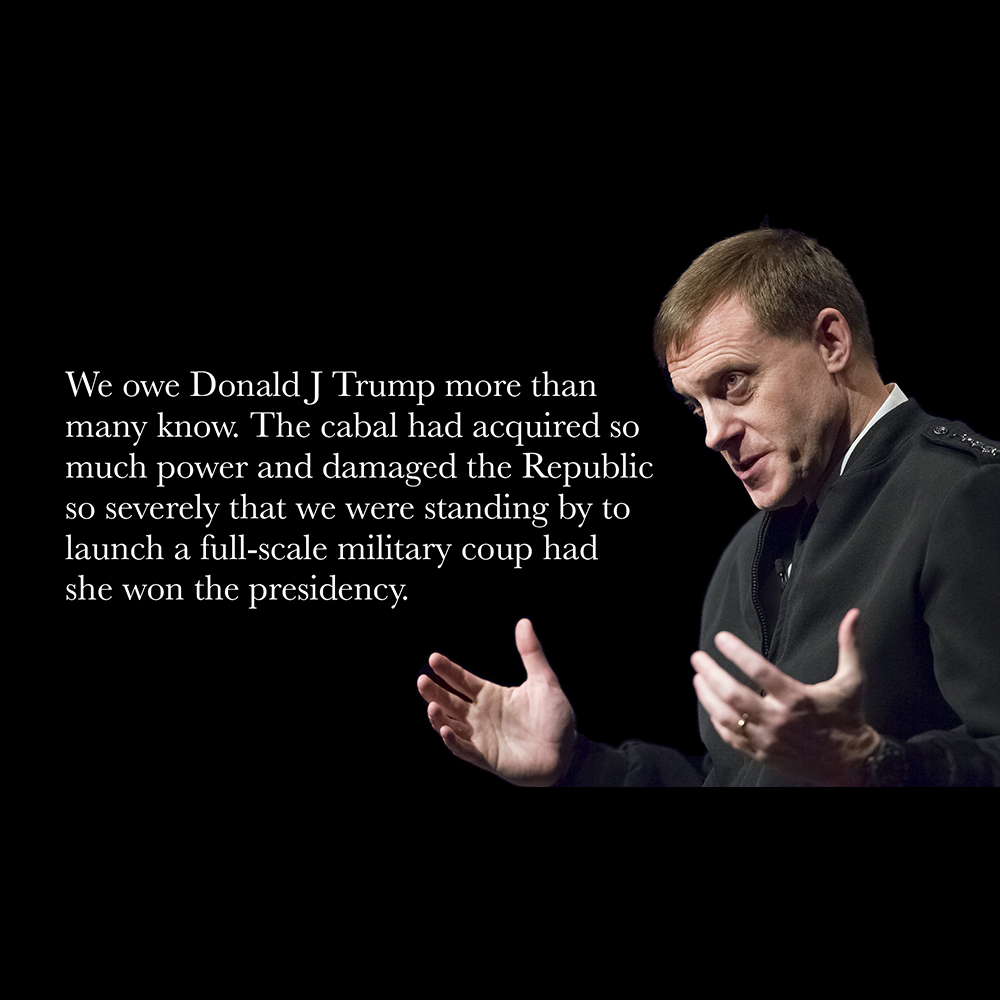 We owe Donald J Trump more than
many know. The cabal had acquired so
much power and damaged the Republic
so severely that we were standing by to
launch a full-scale military coup had
she won the presidency.